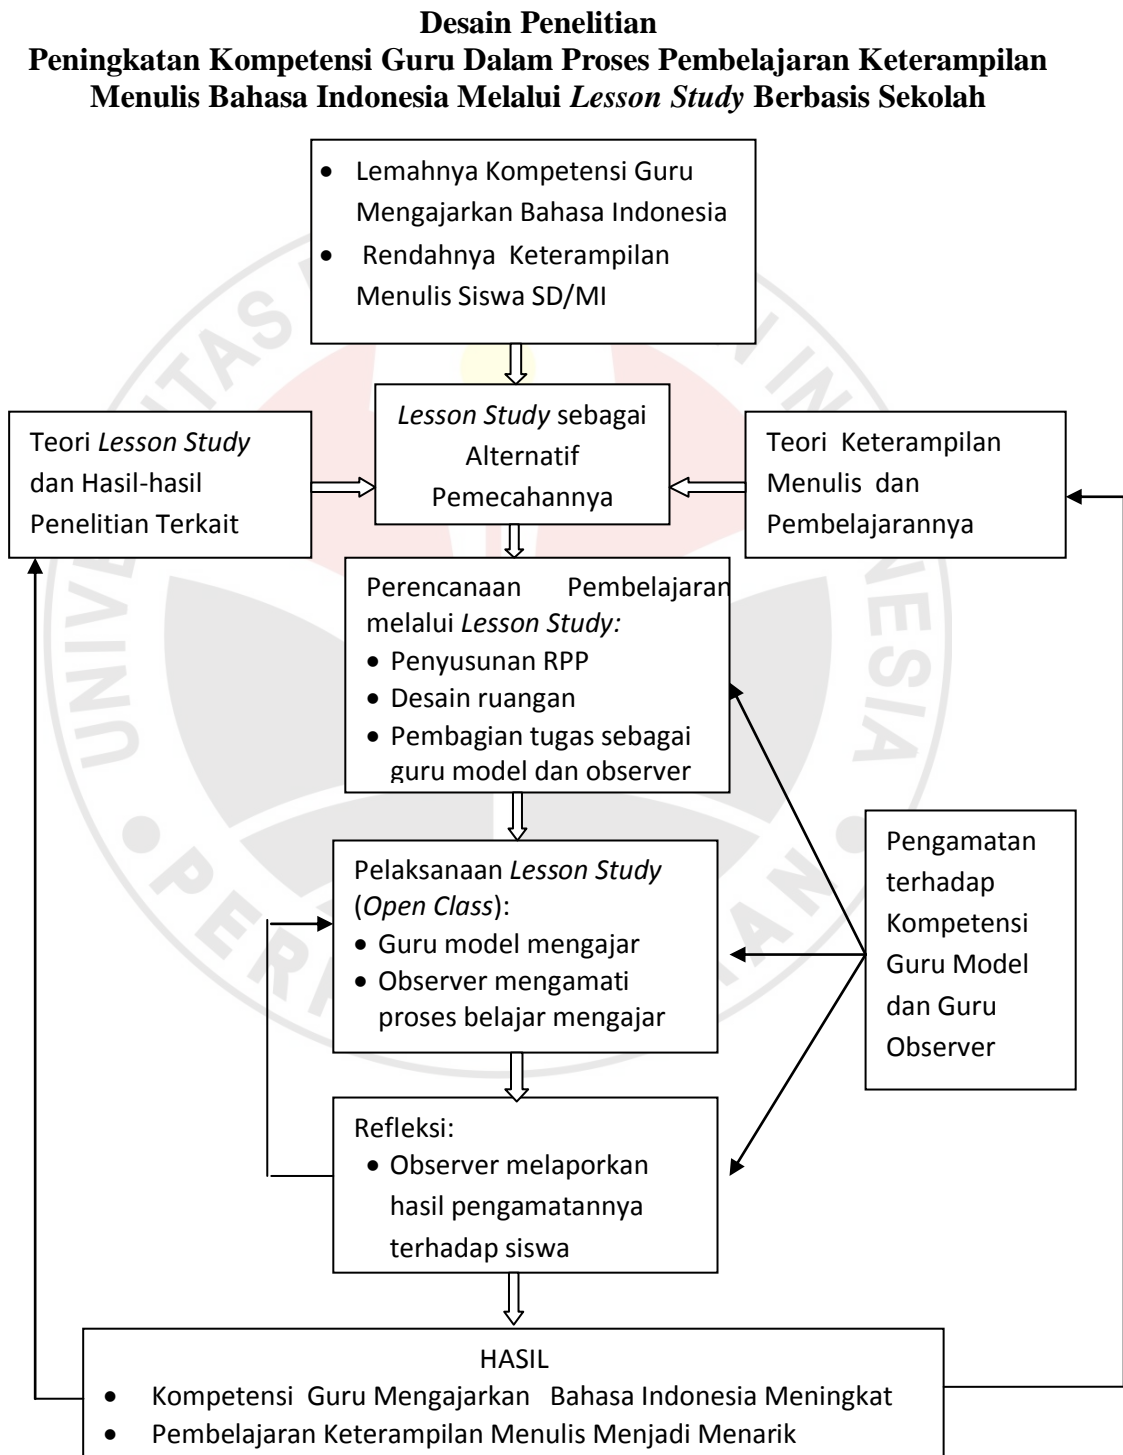 Desain Penelitian
Peningkatan Kompetensi Guru Dalam Proses Pembelajaran Keterampilan
Menulis Bahasa Indonesia Melalui Lesson Study Berbasis Sekolah
• Lemahnya Kompetensi Guru
Mengajarkan Bahasa Indonesia
• Rendahnya Keterampilan
Menulis Siswa SD/MI
Lesson Study sebagai
Alternatif
Pemecahannya
Teori Lesson Study
dan Hasil-hasil
Penelitian Terkait
Teori Keterampilan
Menulis dan
Pembelajarannya
Perencanaan Pembelajaran
melalui Lesson Study:
• Penyusunan RPP
• Desain ruangan
• Pembagian tugas sebagai
guru model dan observer
Pelaksanaan Lesson Study
(Open Class):
• Guru model mengajar
• Observer mengamati
proses belajar mengajar
Pengamatan
terhadap
Kompetensi
Guru Model
dan Guru
Observer
Refleksi:
• Observer melaporkan
hasil pengamatannya
terhadap siswa
HASIL
• Kompetensi Guru Mengajarkan Bahasa Indonesia Meningkat
• Pembelajaran Keterampilan Menulis Menjadi Menarik